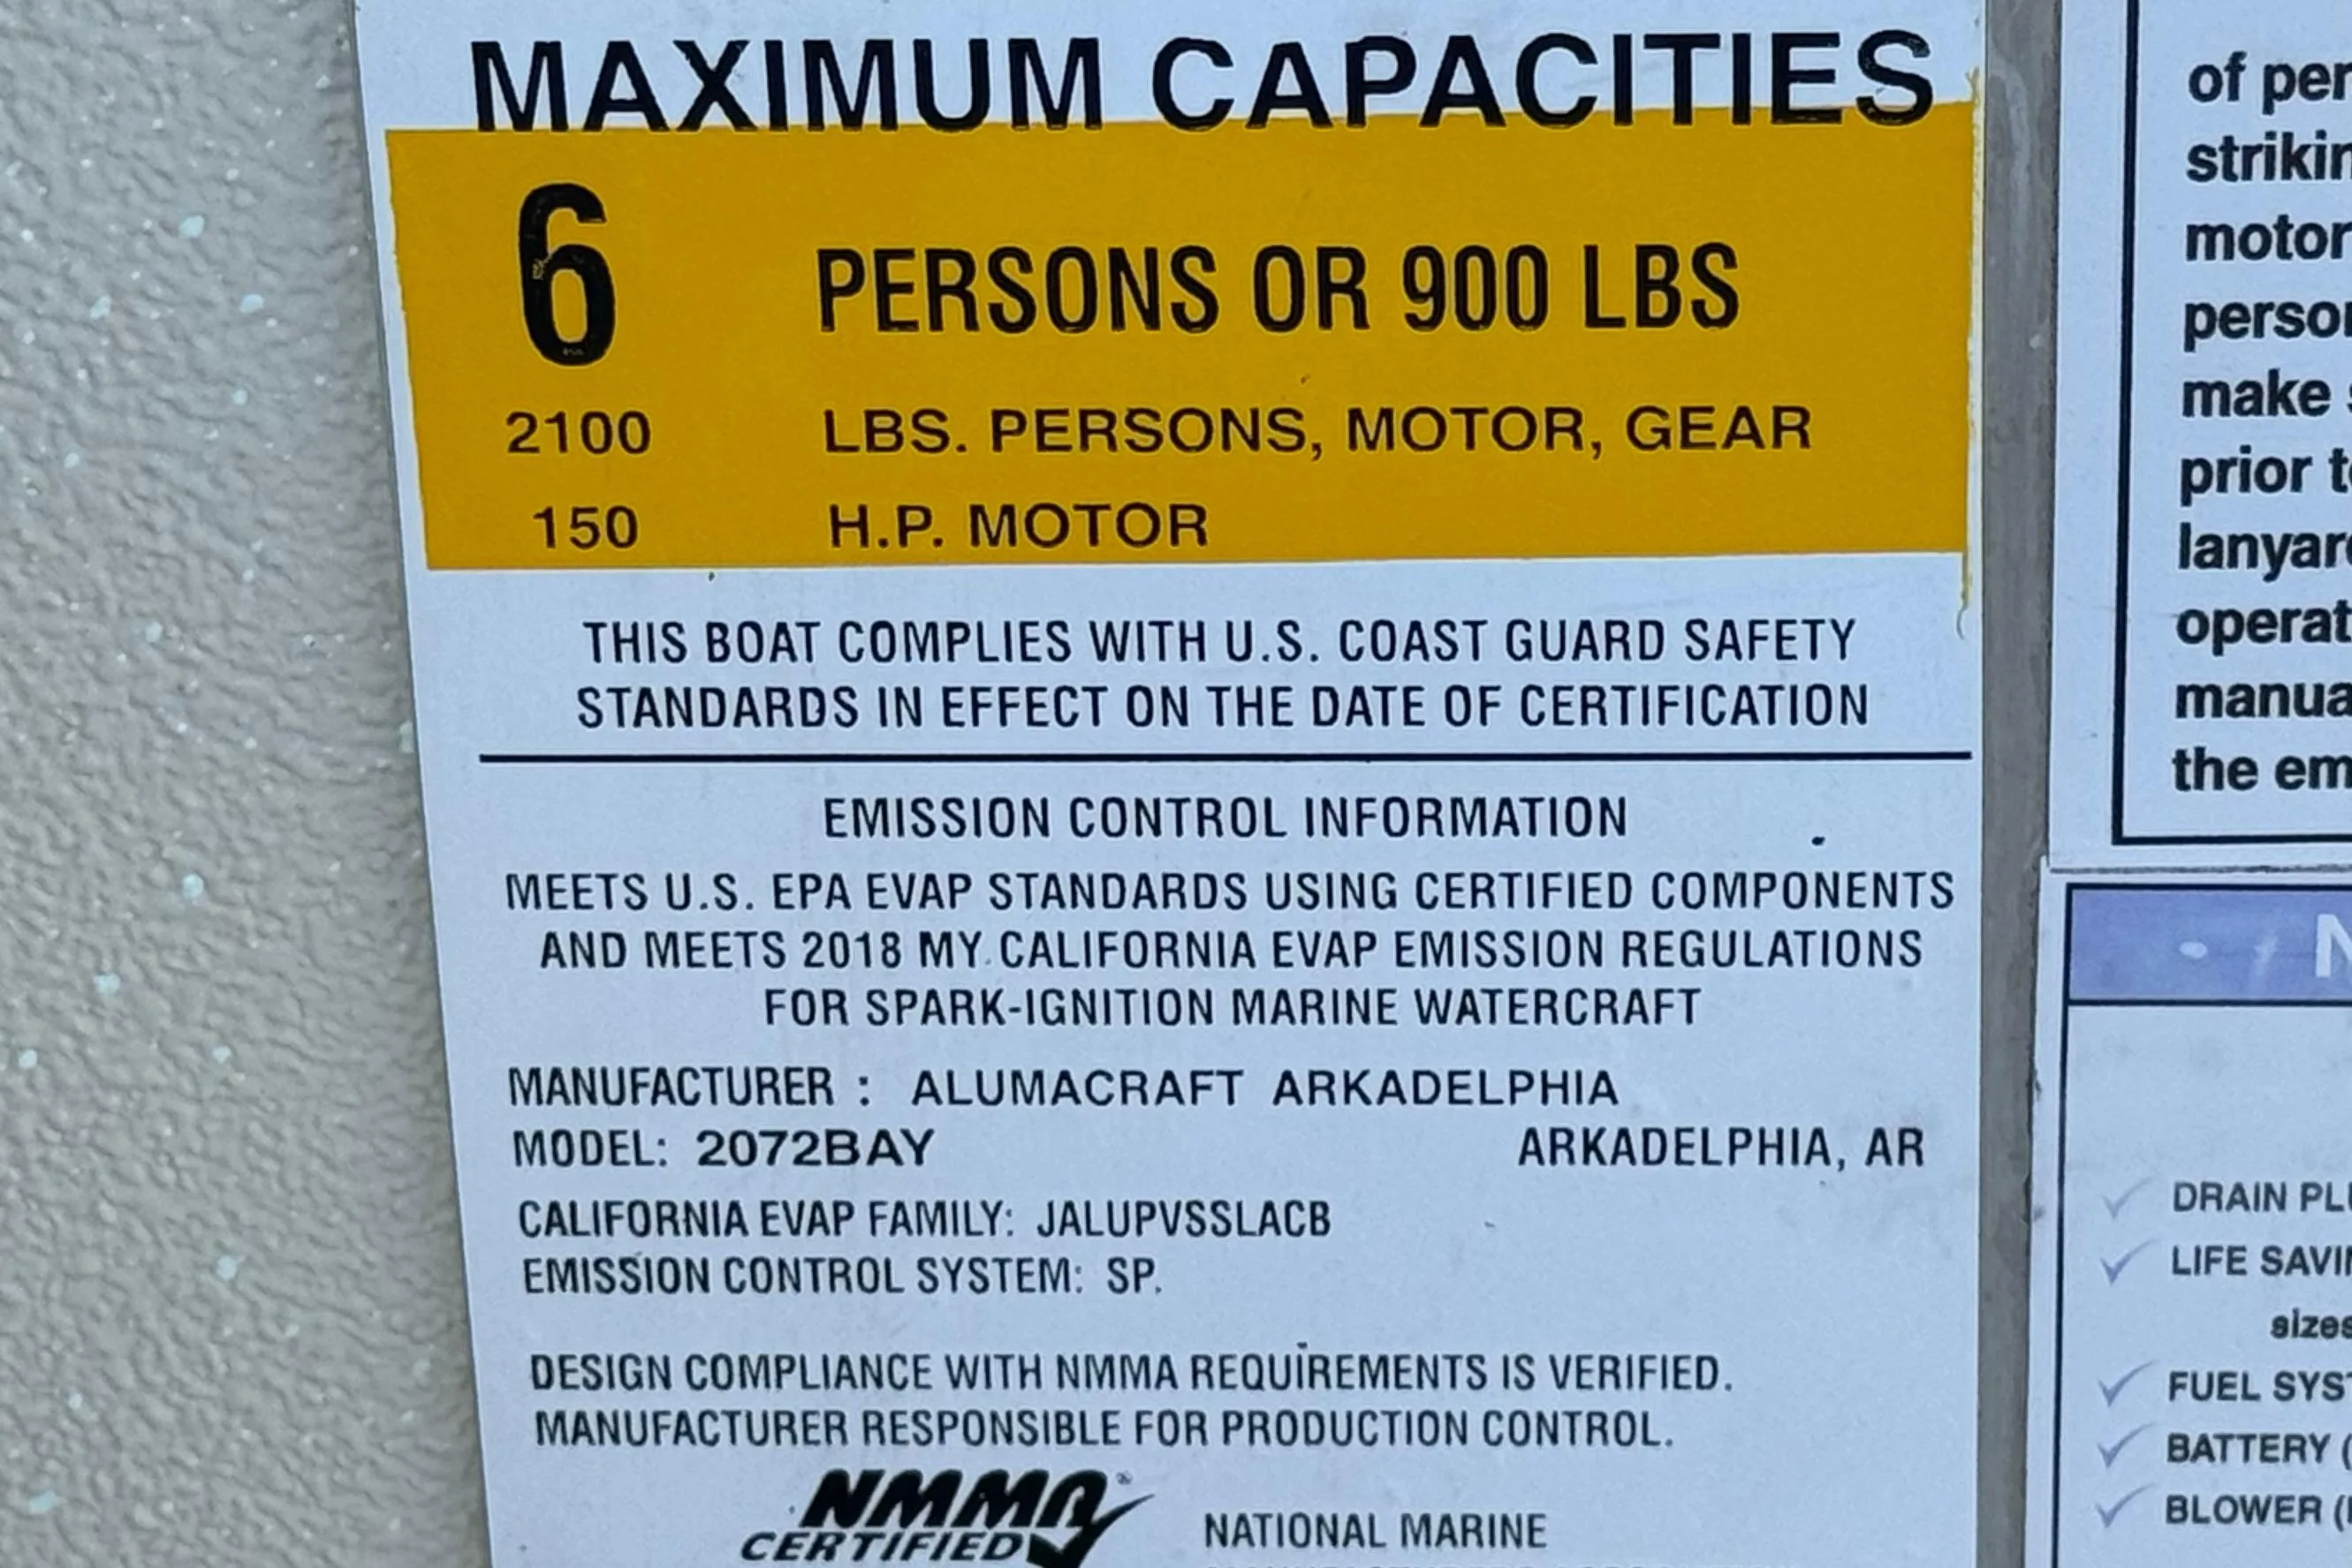 MAXIMUM CAPACITIES
6 PERSONS OR 900 LBS
2100 LBS. PERSONS, MOTOR, GEAR
150 H.P. MOTOR
THIS BOAT COMPLIES WITH U.S. COAST GUARD SAFETY
STANDARDS IN EFFECT ON THE DATE OF CERTIFICATION
EMISSION CONTROL INFORMATION
MEETS U.S. EPA EVAP STANDARDS USING CERTIFIED COMPONENTS
AND MEETS 2018 MY CALIFORNIA EVAP EMISSION REGULATIONS
FOR SPARK-IGNITION MARINE WATERCRAFT
MANUFACTURER : ALUMACRAFT ARKADELPHIA
MODEL: 2072BAY ARKADELPHIA, AR
CALIFORNIA EVAP FAMILY: JALUPVSSLACB
EMISSION CONTROL SYSTEM: SP.
DESIGN COMPLIANCE WITH NMMA REQUIREMENTS IS VERIFIED.
MANUFACTURER RESPONSIBLE FOR PRODUCTION CONTROL.
NMMA®
CERTIFIED
NATIONAL MARINE
of per
strikin
motor
perso
make
prior
lanyar
operat
manua
the em
DRAIN PLU
LIFE SAVIN
sizes
FUEL SYST
BATTERY (
BLOWER (